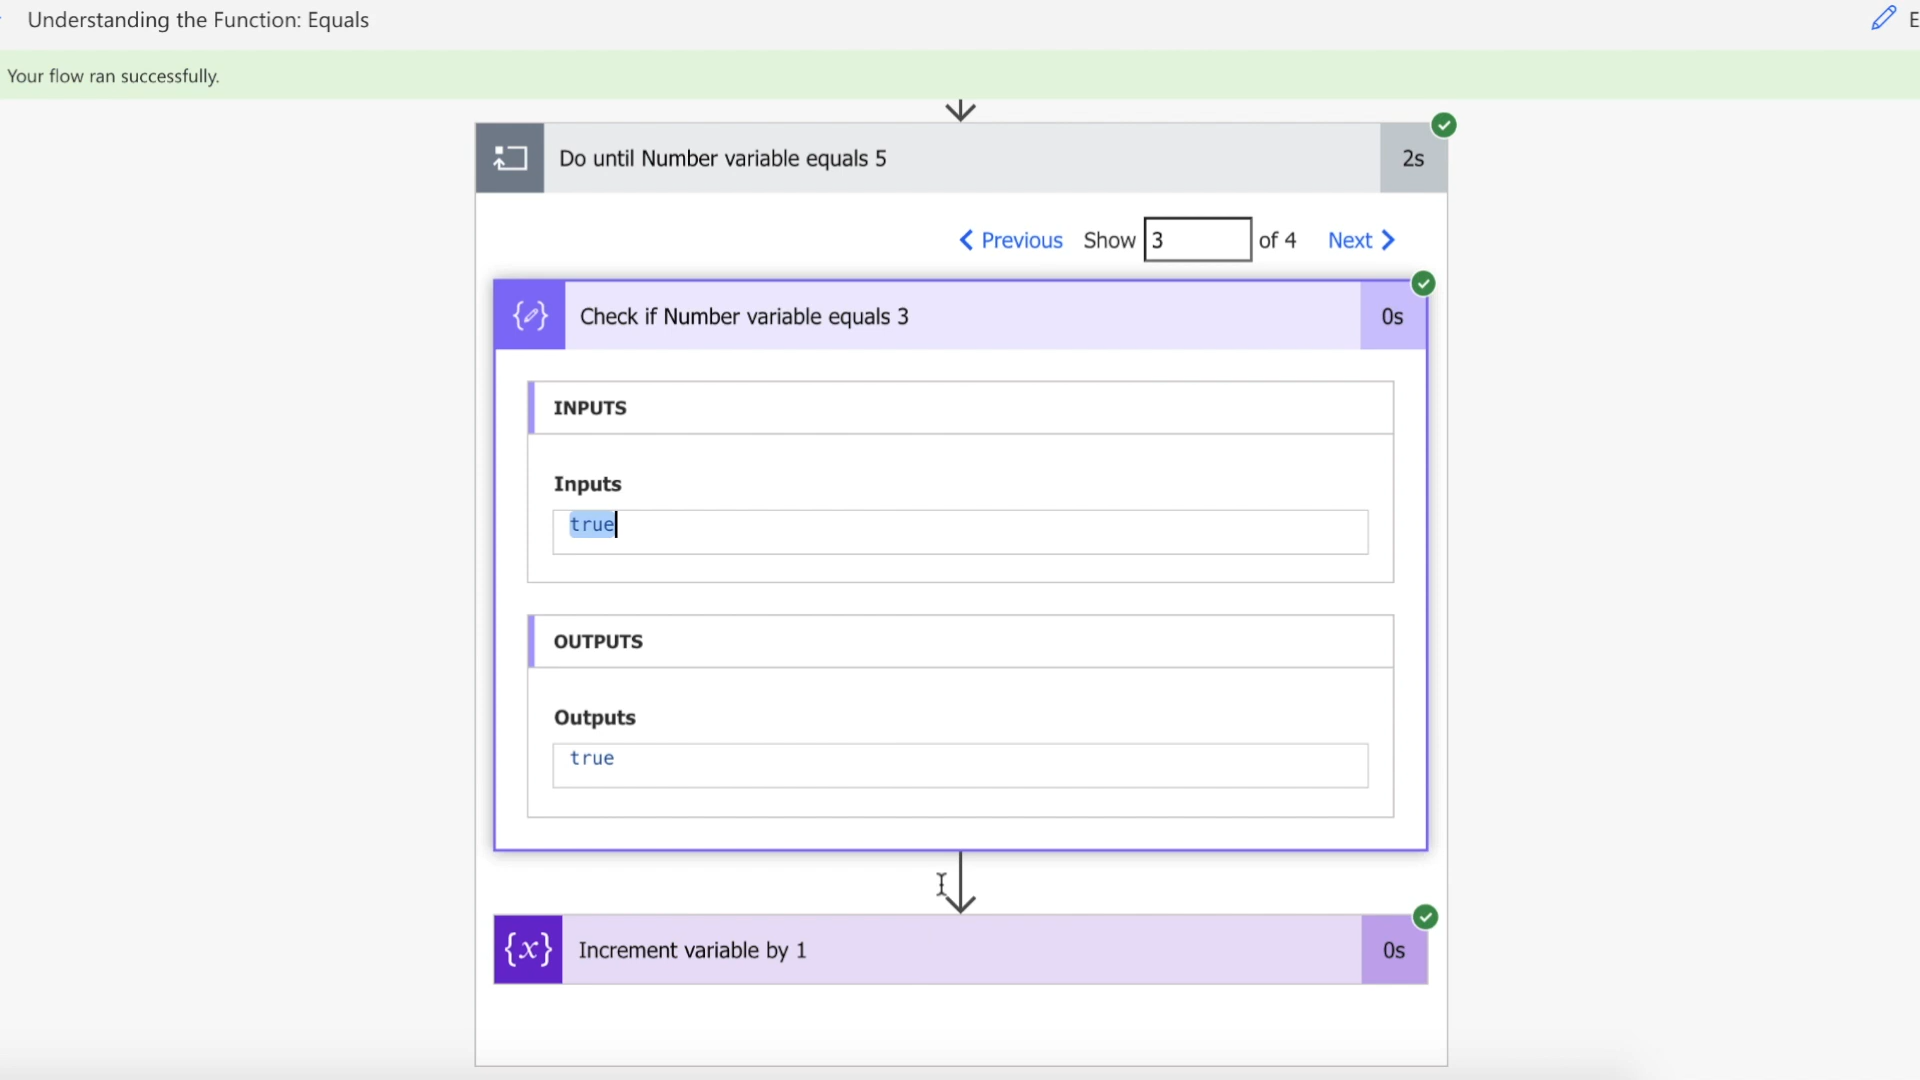 Understanding the Function: Equals
E
Your flow ran successfully.
Do until Number variable equals 5
2s
Previous Show 3 of 4 Next
Check if Number variable equals 3
0s
INPUTS
Inputs
true
OUTPUTS
Outputs
true
{x} Increment variable by 1
0s